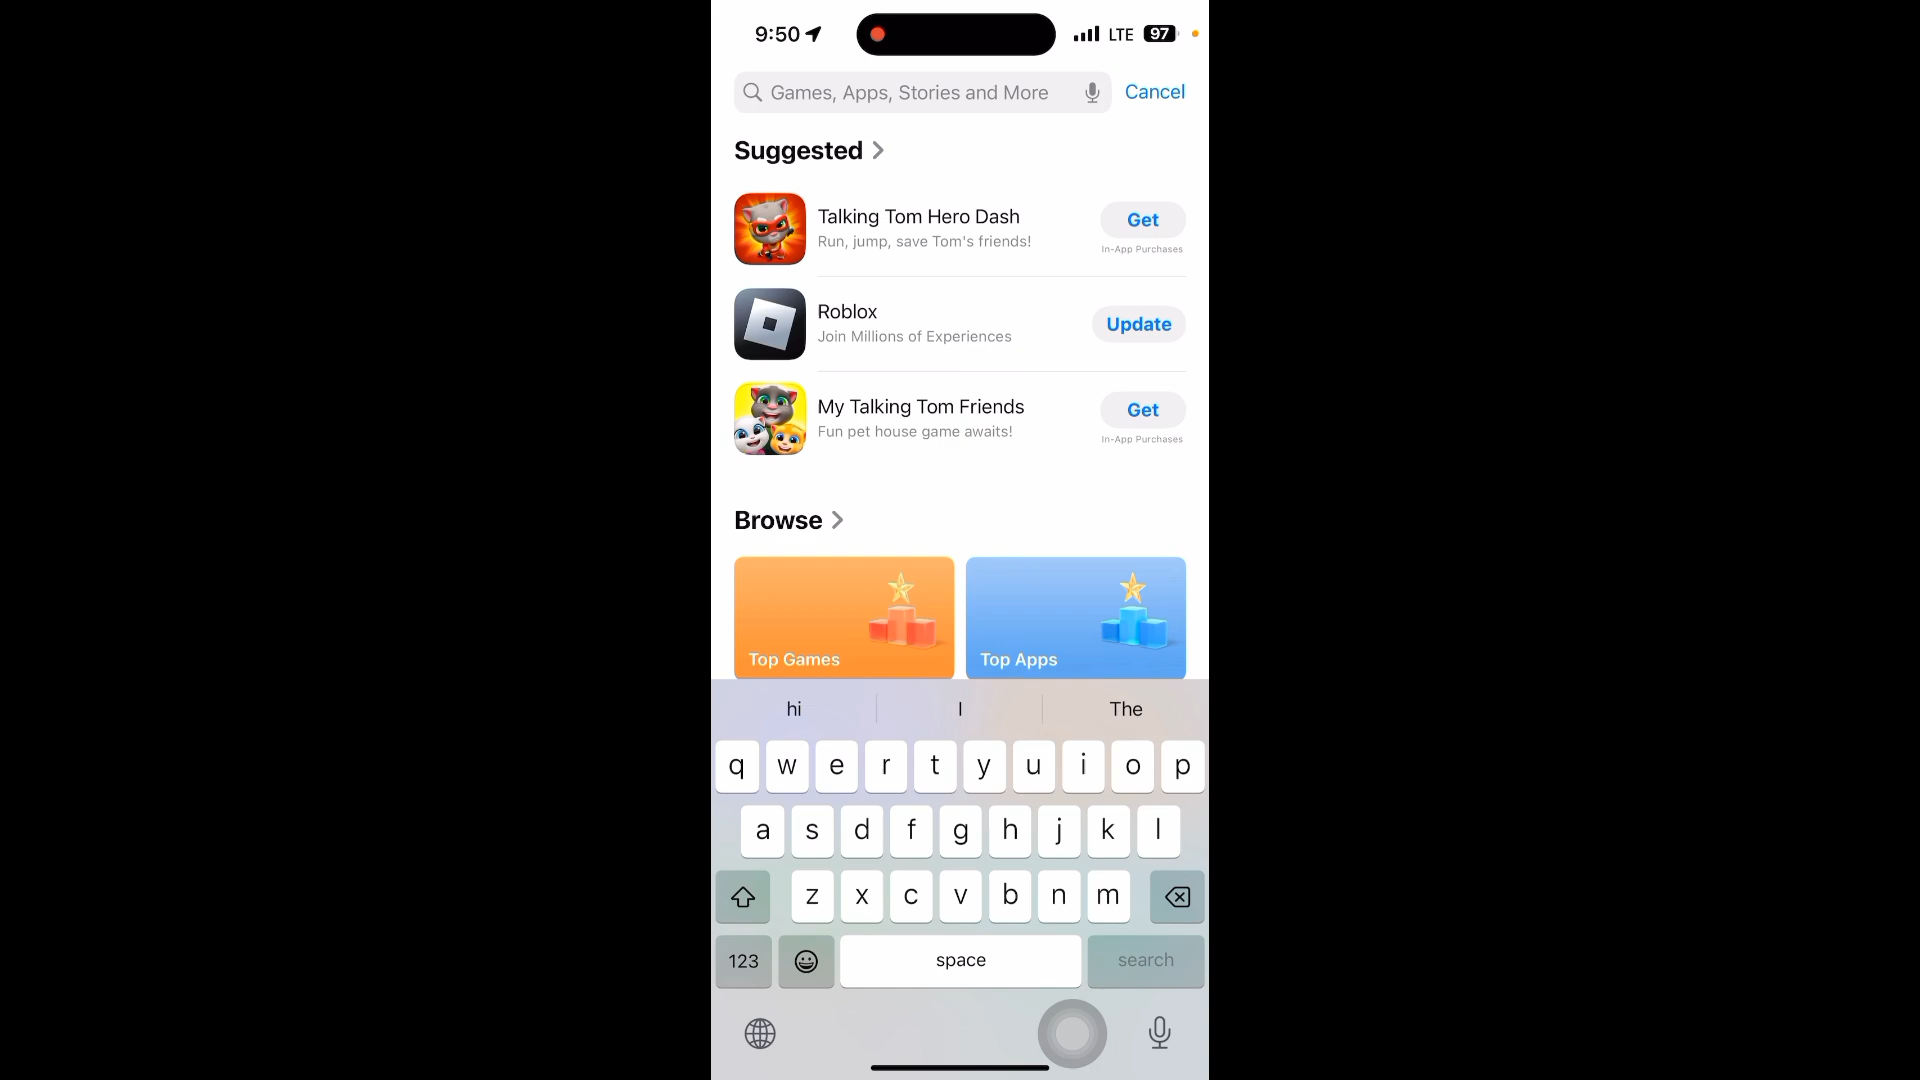 9:50 LTE 97
Games, Apps, Stories and More Cancel
Suggested
Talking Tom Hero Dash
Run, jump, save Tom's friends!
Get
In-App Purchases
Roblox
Join Millions of Experiences
Update
My Talking Tom Friends
Fun pet house game awaits!
Get
In-App Purchases
Browse
Top Games Top Apps
hi I The
q w e r t y u i o p
a s d f g h j k l
z x c v b n m
123 space search